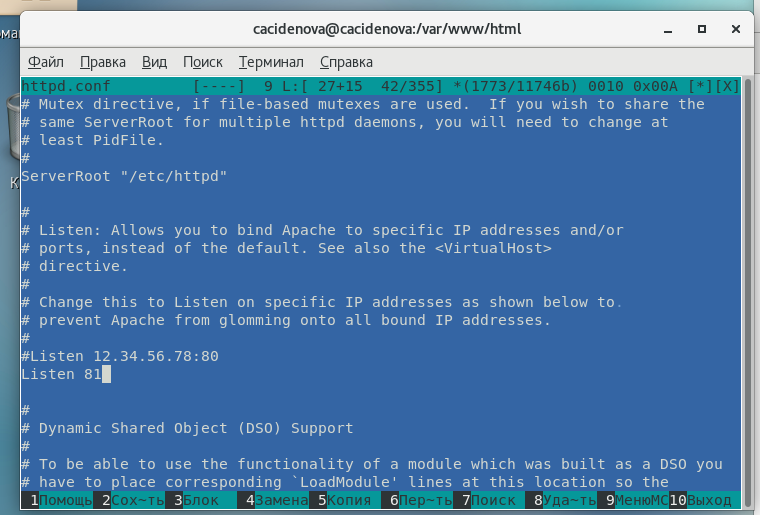 cacidenova@cacidenova:/var/www/html
Файл Правка Вид Поиск Терминал Справка
httpd.conf [----] 9 L:[ 27+15 42/355] *(1773/11746b) 0010 0x00A [*][X]
# Mutex directive, if file-based mutexes are used.  If you wish to share the
# same ServerRoot for multiple httpd daemons, you will need to change at
# least PidFile.
#
ServerRoot "/etc/httpd"
#
# Listen: Allows you to bind Apache to specific IP addresses and/or
# ports, instead of the default. See also the <VirtualHost>
# directive.
#
# Change this to Listen on specific IP addresses as shown below to.
# prevent Apache from glomming onto all bound IP addresses.
#
#Listen 12.34.56.78:80
Listen 81
#
# Dynamic Shared Object (DSO) Support
#
# To be able to use the functionality of a module which was built as a DSO you
# have to place corresponding `LoadModule' lines at this location so the
1Помощь 2Сох~ть 3Блок 4Замена 5Копия 6Пер~ть 7Поиск 8Уда~ть 9МенюMC 10Выход